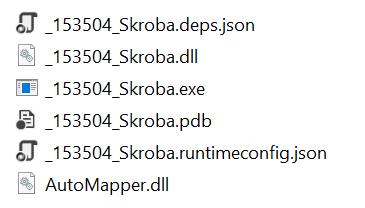 _153504_Skroba.deps.json
_153504_Skroba.dll
_153504_Skroba.exe
_153504_Skroba.pdb
_153504_Skroba.runtimeconfig.json
AutoMapper.dll